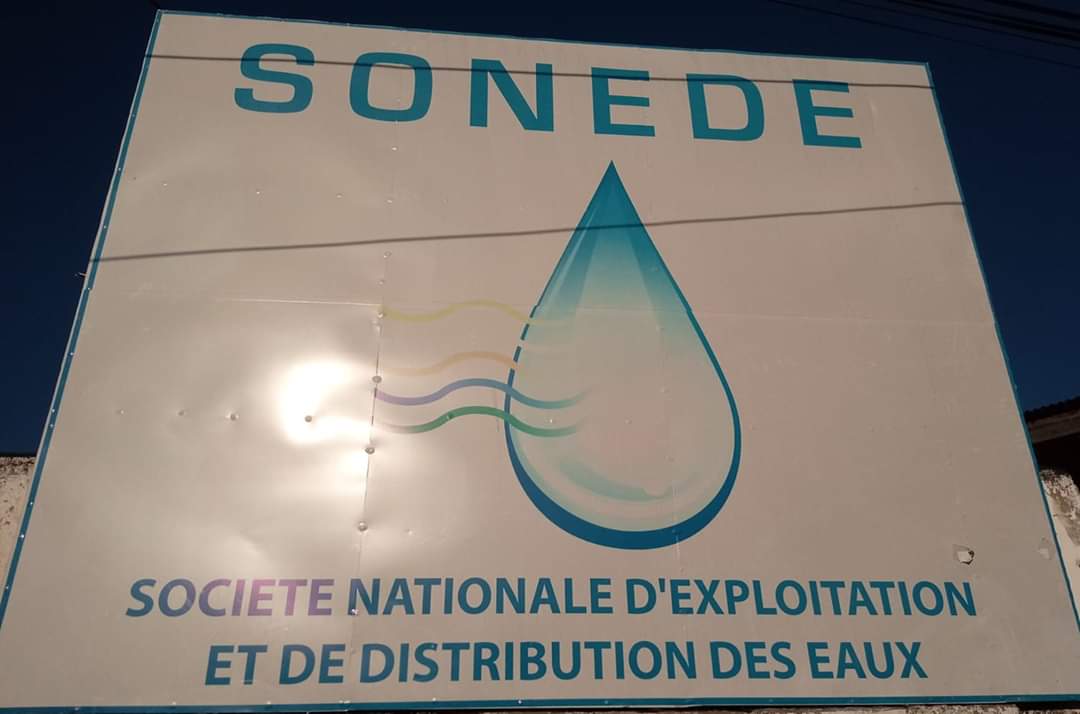 SONEDE
SOCIETE NATIONALE D'EXPLOITATION
ET DE DISTRIBUTION DES EAUX